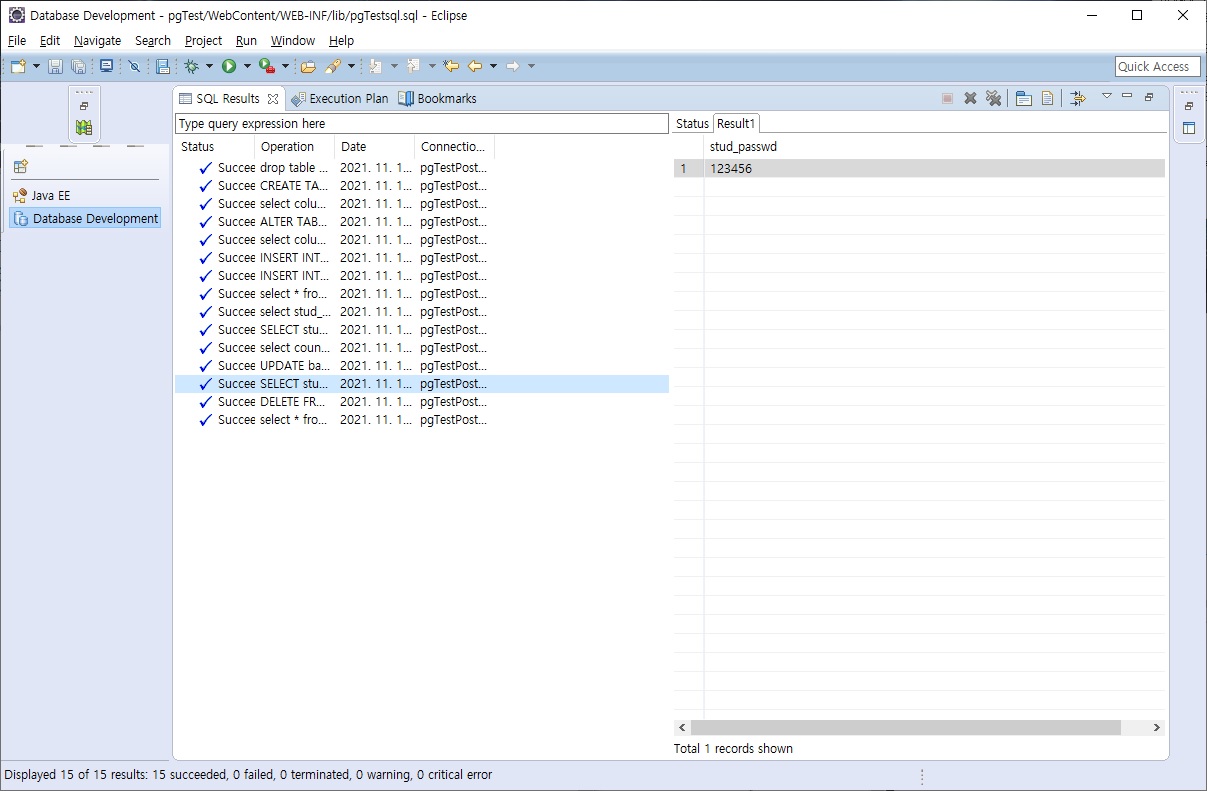 Database Development - pgTest/WebContent/WEB-INF/lib/pgTestsql.sql - Eclipse
File Edit Navigate Search Project Run Window Help
Quick Access
SQL Results Execution Plan Bookmarks
Type query expression here
Status Result1
Status Operation Date Connectio...
stud_passwd
Succee drop table ... 2021. 11. 1... pgTestPost...
1 123456
Succee CREATE TA... 2021. 11. 1... pgTestPost...
Succee select colu... 2021. 11. 1... pgTestPost...
Succee ALTER TAB... 2021. 11. 1... pgTestPost...
Succee select colu... 2021. 11. 1... pgTestPost...
Succee INSERT INT... 2021. 11. 1... pgTestPost...
Succee INSERT INT... 2021. 11. 1... pgTestPost...
Succee select * fro... 2021. 11. 1... pgTestPost...
Succee select stud_... 2021. 11. 1... pgTestPost...
Succee SELECT stu... 2021. 11. 1... pgTestPost...
Succee select coun... 2021. 11. 1... pgTestPost...
Succee UPDATE ba... 2021. 11. 1... pgTestPost...
Succee SELECT stu... 2021. 11. 1... pgTestPost...
Succee DELETE FR... 2021. 11. 1... pgTestPost...
Succee select * fro... 2021. 11. 1... pgTestPost...
Java EE
Database Development
Total 1 records shown
Displayed 15 of 15 results: 15 succeeded, 0 failed, 0 terminated, 0 warning, 0 critical error